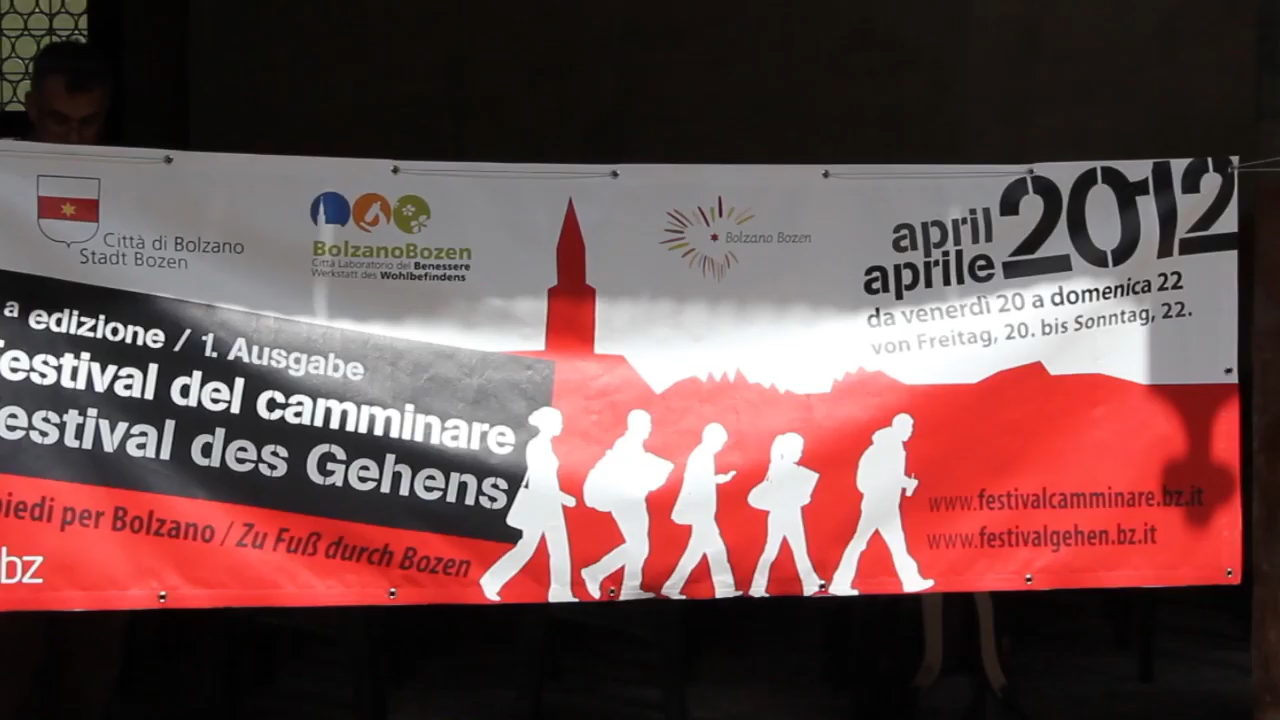 Città di Bolzano
Stadt Bozen
BolzanoBozen
Città Laboratorio del Benessere
Werkstatt des Wohlbefindens
Bolzano Bozen
april
aprile
2012
da venerdì 20 a domenica 22
von Freitag, 20. bis Sonntag, 22.
a edizione / 1. Ausgabe
estival del camminare
estival des Gehens
iedi per Bolzano / Zu Fuß durch Bozen
bz
www.festivalcamminare.bz.it
www.festivalgehen.bz.it